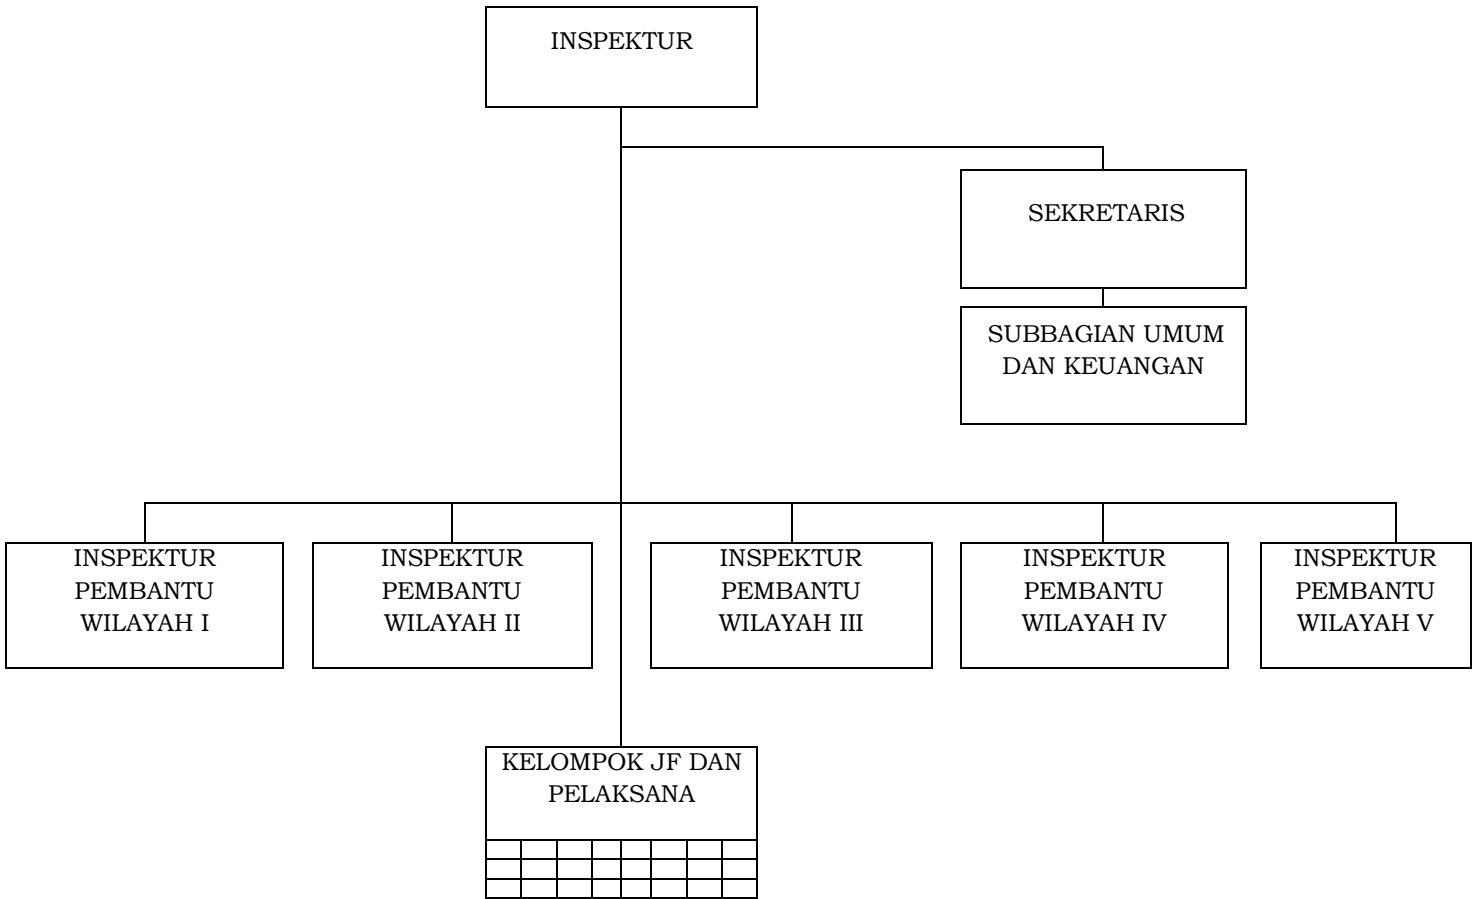 INSPEKTUR
SEKRETARIS
SUBBAGIAN UMUM
DAN KEUANGAN
INSPEKTUR
PEMBANTU
WILAYAH I
INSPEKTUR
PEMBANTU
WILAYAH II
INSPEKTUR
PEMBANTU
WILAYAH III
INSPEKTUR
PEMBANTU
WILAYAH IV
INSPEKTUR
PEMBANTU
WILAYAH V
KELOMPOK JF DAN
PELAKSANA